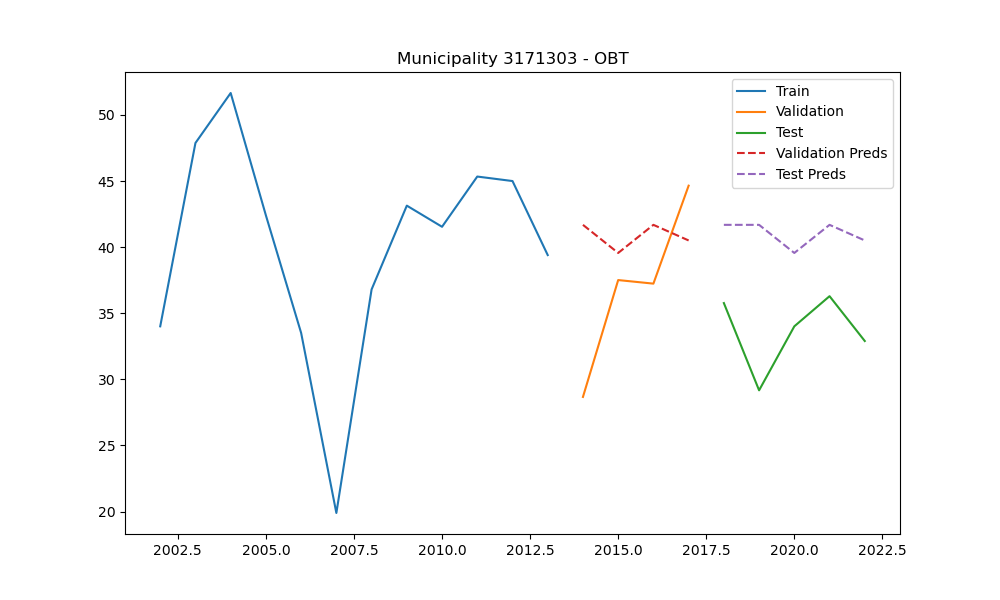 Municipality 3171303 - OBT
Train
Validation
Test
Validation Preds
Test Preds
50
45
40
35
30
25
20
2002.5 2005.0 2007.5 2010.0 2012.5 2015.0 2017.5 2020.0 2022.5